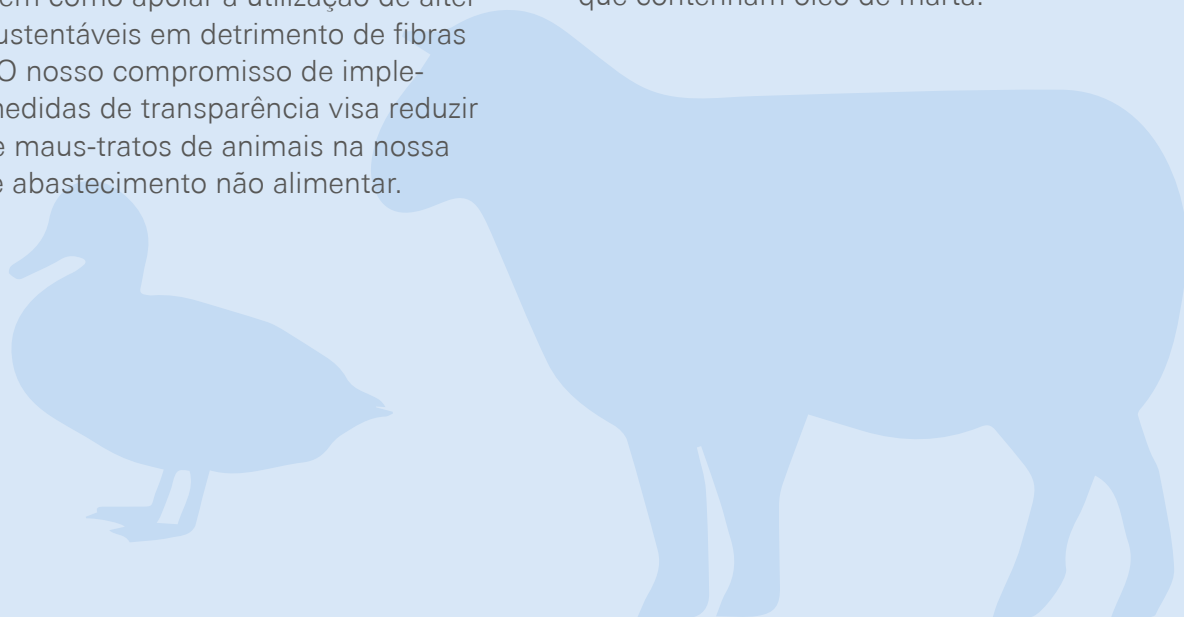 em como apoiar a utilização de alter
ustentáveis em detrimento de fibras
O nosso compromisso de imple-
medidas de transparência visa reduzir
e maus-tratos de animais na nossa
e abastecimento não alimentar.
que contenham óleo de marta.